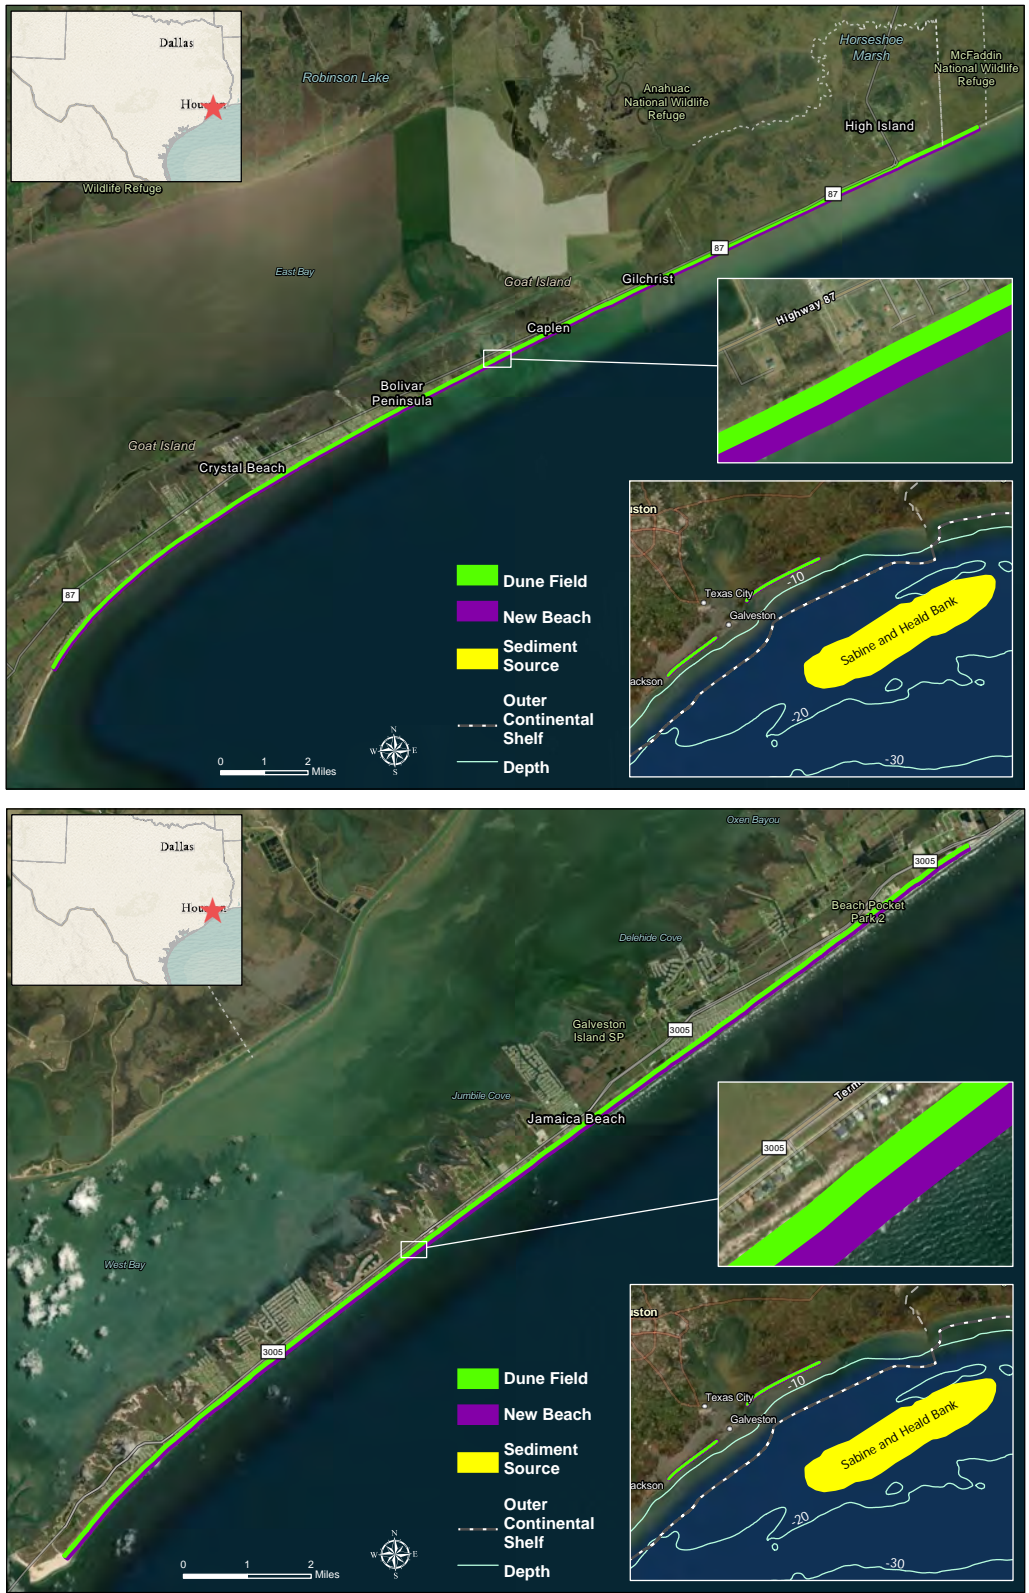 Dallas
Houston
Robinson Lake
Horseshoe
Marsh
McFaddin
National Wildlife
Refuge
Anahuac
National Wildlife
Refuge
High Island
Wildlife Refuge
87
87
East Bay
Goat Island
Gilchrist
Caplen
Highway 87
Bolivar
Peninsula
Goat Island
Crystal Beach
87
Dune Field
New Beach
Sediment
Source
Outer
Continental
Shelf
Depth
N
W
E
S
0
1
2
Miles
uston
Texas City
Galveston
ackson
-10
Sabine and Heald Bank
-20
-30
Dallas
Houston
Oxen Bayou
3005
Beach Pocket
Park 2
Delehide Cove
Galveston
Island SP
3005
Jumbile Cove
Jamaica Beach
Term
3005
West Bay
3005
Dune Field
New Beach
Sediment
Source
Outer
Continental
Shelf
Depth
N
W
E
S
0
1
2
Miles
uston
Texas City
Galveston
ackson
-10
Sabine and Heald Bank
-20
-30